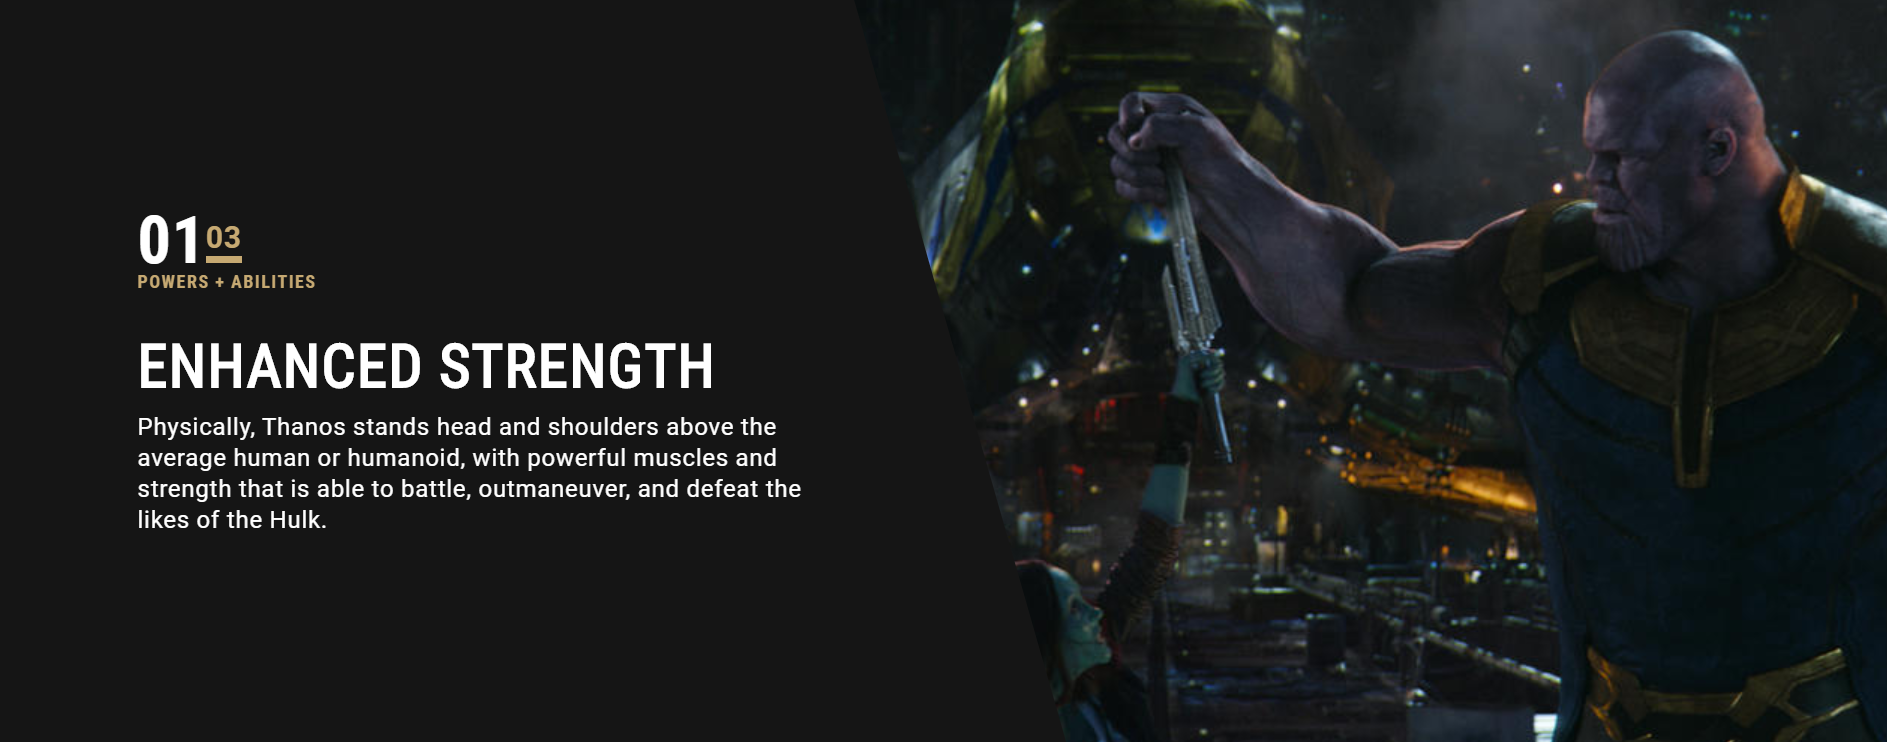 01 03
POWERS + ABILITIES
ENHANCED STRENGTH
Physically, Thanos stands head and shoulders above the
average human or humanoid, with powerful muscles and
strength that is able to battle, outmaneuver, and defeat the
likes of the Hulk.